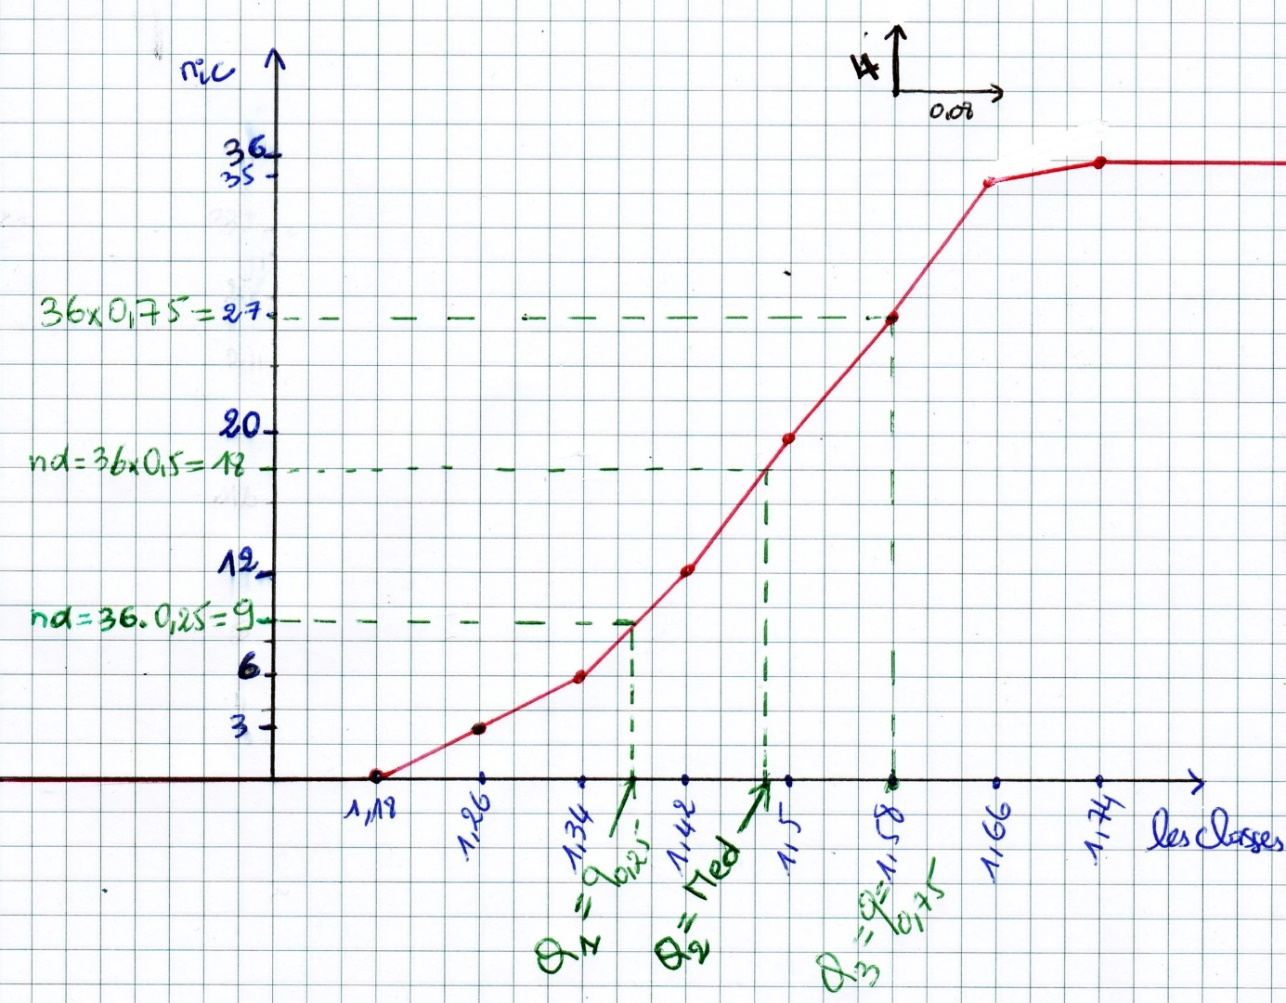 nic
4
0,08
36
35
36x0,75=27
20
nd=36x0,5=18
12
nd=36.0,25=9
6
3
1,18
1,26
1,34
1,42
1,5
1,58
1,66
1,74
les classes
Q1=q0,25
Q2=Med
Q3=q0,75=